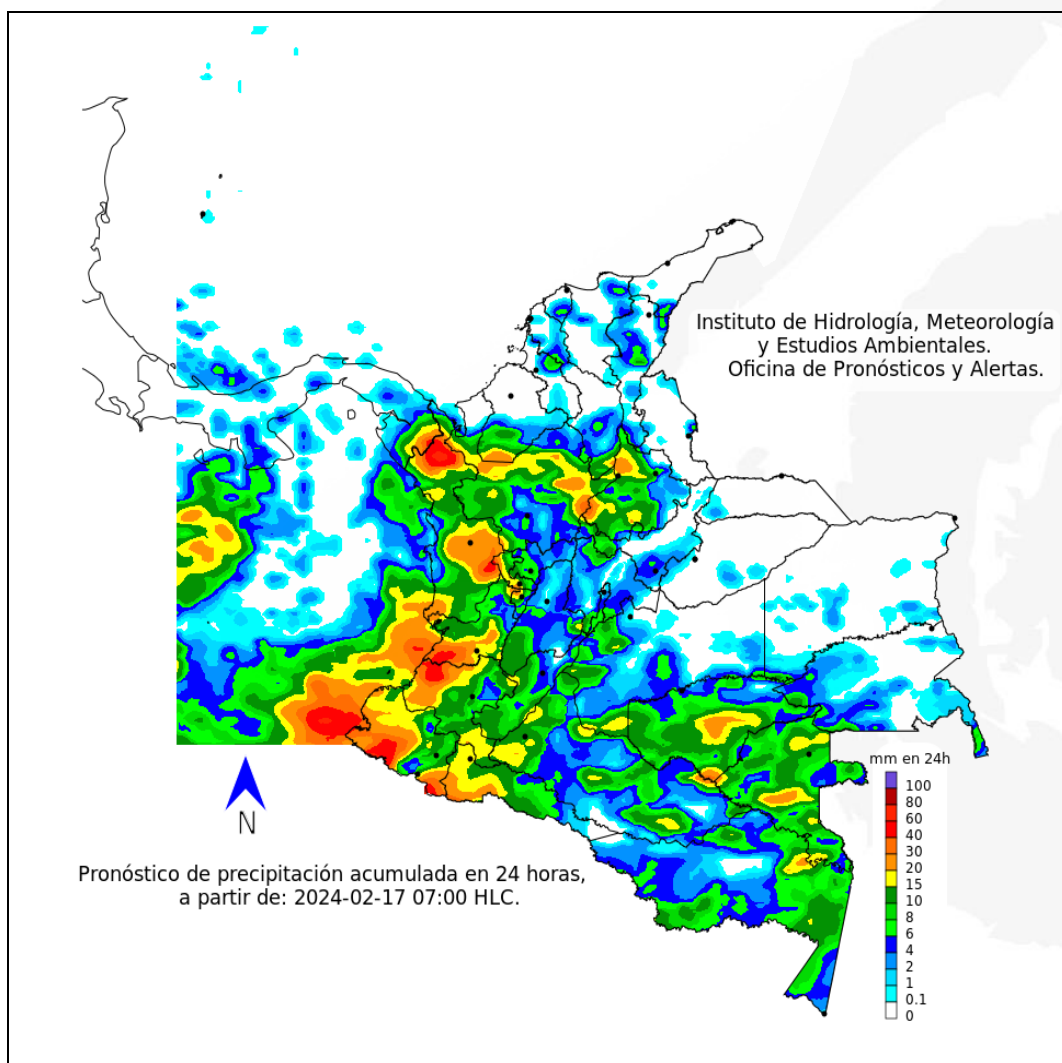 Instituto de Hidrología, Meteorología
y Estudios Ambientales.
Oficina de Pronósticos y Alertas.
mm en 24h
100
80
60
40
30
20
15
10
8
6
4
2
1
0.1
0
N
Pronóstico de precipitación acumulada en 24 horas,
a partir de: 2024-02-17 07:00 HLC.